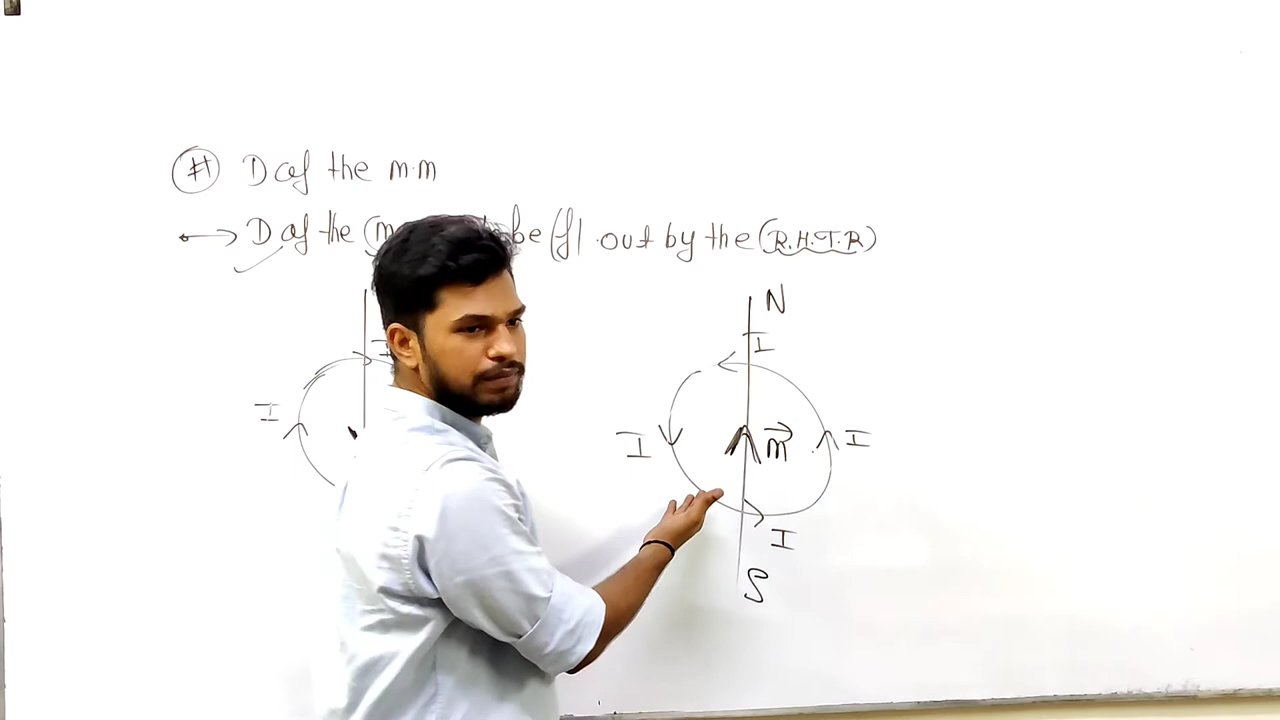 # D of the m.m
→ D of the (m be f| out by the (R.H.T.R)
N
I
I
I
I m⃗ I
I
S